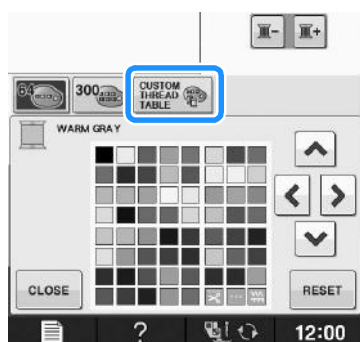 64
300
CUSTOM
THREAD
TABLE
WARM GRAY
CLOSE
RESET
?
12:00